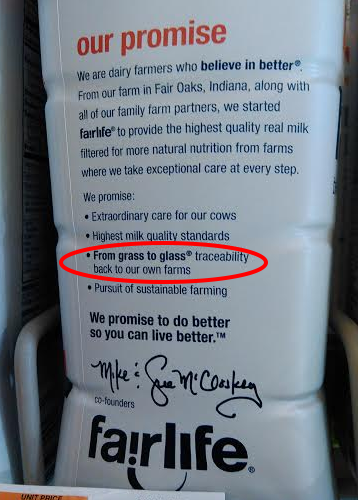 our promise
We are dairy farmers who believe in better®.
From our farm in Fair Oaks, Indiana, along with
all of our family farm partners, we started
fairlife® to provide the highest quality real milk
filtered for more natural nutrition from farms
where we take exceptional care at every step.
We promise:
• Extraordinary care for our cows
• Highest milk quality standards
• From grass to glass® traceability
back to our own farms
• Pursuit of sustainable farming
We promise to do better
so you can live better.™
Mike & Sue McCloskey
co-founders
fairlife®
UNIT PRICE